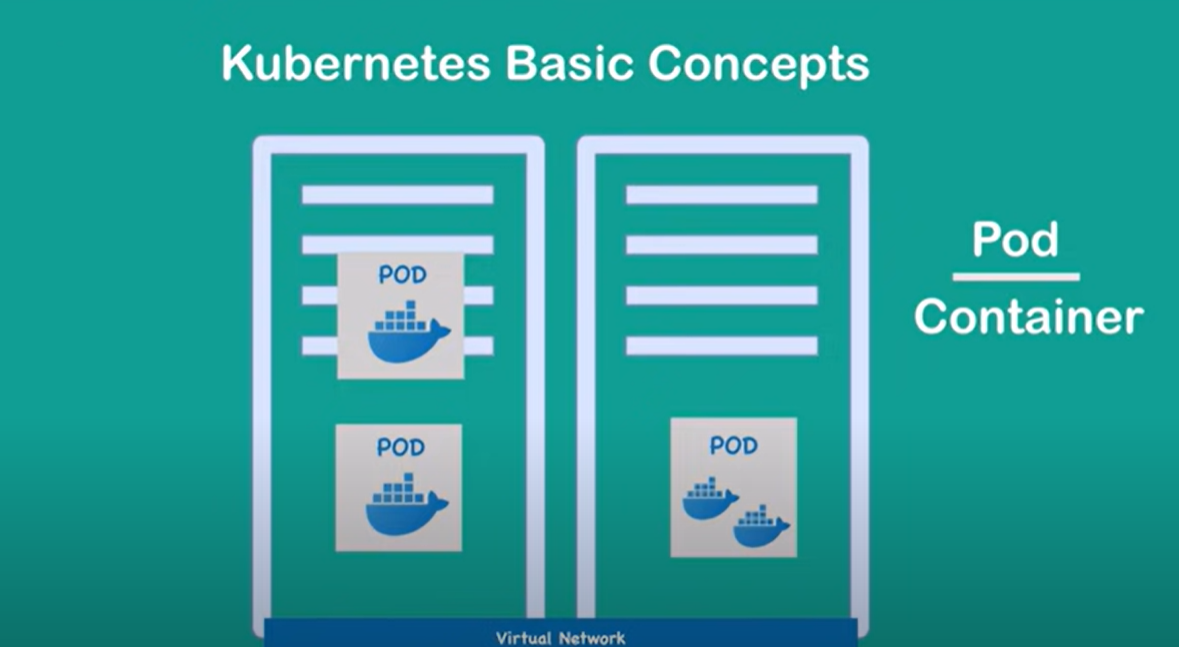 Kubernetes Basic Concepts
POD
POD
POD
Pod
Container
Virtual Network